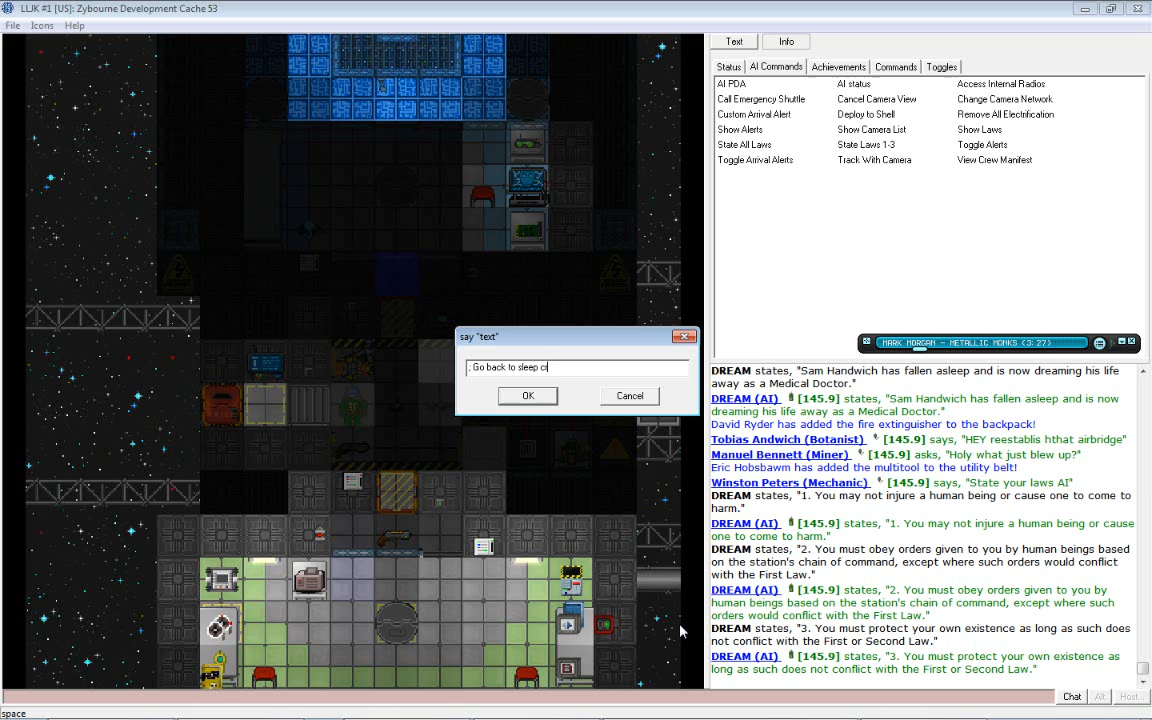 LLJK #1 [US]: Zybourne Development Cache 53
File Icons Help
Text Info
Status AI Commands Achievements Commands Toggles
AI PDA AI status Access Internal Radios
Call Emergency Shuttle Cancel Camera View Change Camera Network
Custom Arrival Alert Deploy to Shell Remove All Electrification
Show Alerts Show Camera List Show Laws
State All Laws State Laws 1-3 Toggle Alerts
Toggle Arrival Alerts Track With Camera View Crew Manifest
say "text"
; Go back to sleep cr
OK Cancel
MARK MORGAN - METALLIC MONKS (3:27)
DREAM states, "Sam Handwich has fallen asleep and is now dreaming his life
away as a Medical Doctor."
DREAM (AI) [145.9] states, "Sam Handwich has fallen asleep and is now
dreaming his life away as a Medical Doctor."
David Ryder has added the fire extinguisher to the backpack!
Tobias Andwich (Botanist) [145.9] says, "HEY reestablis hthat airbridge"
Manuel Bennett (Miner) [145.9] asks, "Holy what just blew up?"
Eric Hobsbawm has added the multitool to the utility belt!
Winston Peters (Mechanic) [145.9] says, "State your laws AI"
DREAM states, "1. You may not injure a human being or cause one to come to
harm."
DREAM (AI) [145.9] states, "1. You may not injure a human being or cause
one to come to harm."
DREAM states, "2. You must obey orders given to you by human beings based
on the station's chain of command, except where such orders would conflict
with the First Law."
DREAM (AI) [145.9] states, "2. You must obey orders given to you by
human beings based on the station's chain of command, except where such
orders would conflict with the First Law."
DREAM states, "3. You must protect your own existence as long as such does
not conflict with the First or Second Law."
DREAM (AI) [145.9] states, "3. You must protect your own existence as
long as such does not conflict with the First or Second Law."
Chat Alt Host...
space